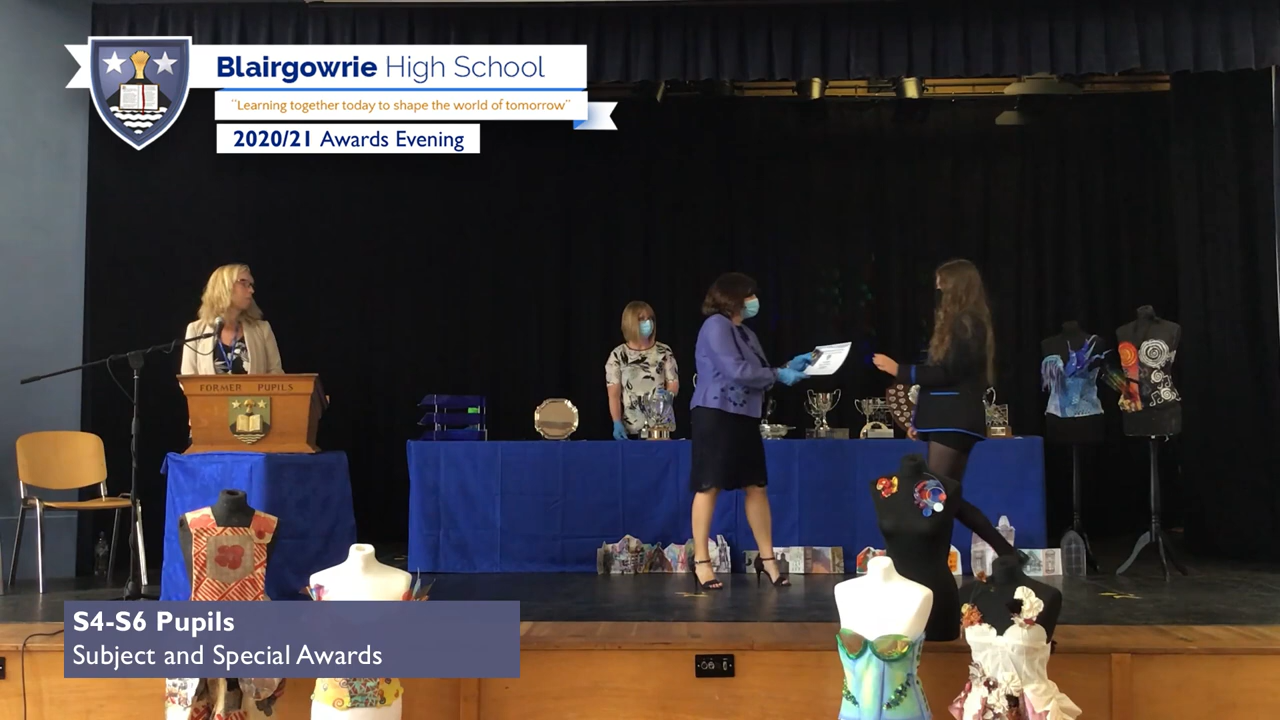 Blairgowrie High School
"Learning together today to shape the world of tomorrow"
2020/21 Awards Evening
FORMER PUPILS
S4-S6 Pupils
Subject and Special Awards